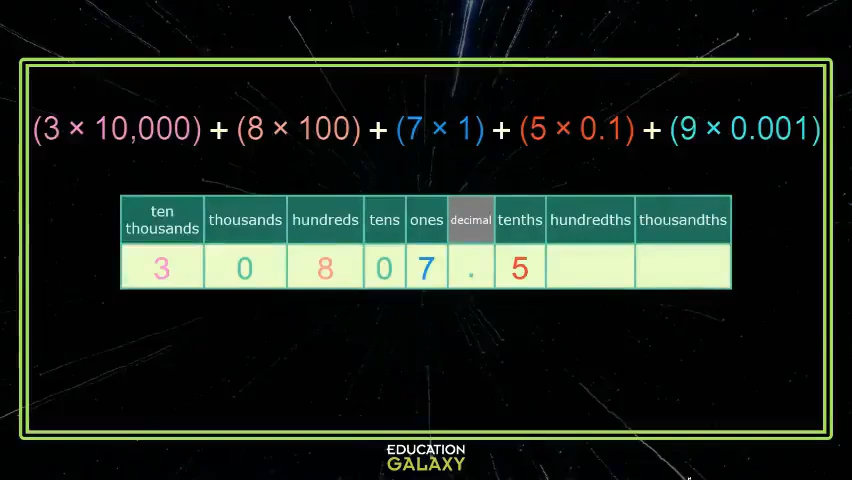 (3 × 10,000) + (8 × 100) + (7 × 1) + (5 × 0.1) + (9 × 0.001)
ten thousands thousands hundreds tens ones decimal tenths hundredths thousandths
3 0 8 0 7 . 5
EDUCATION
GALAXY